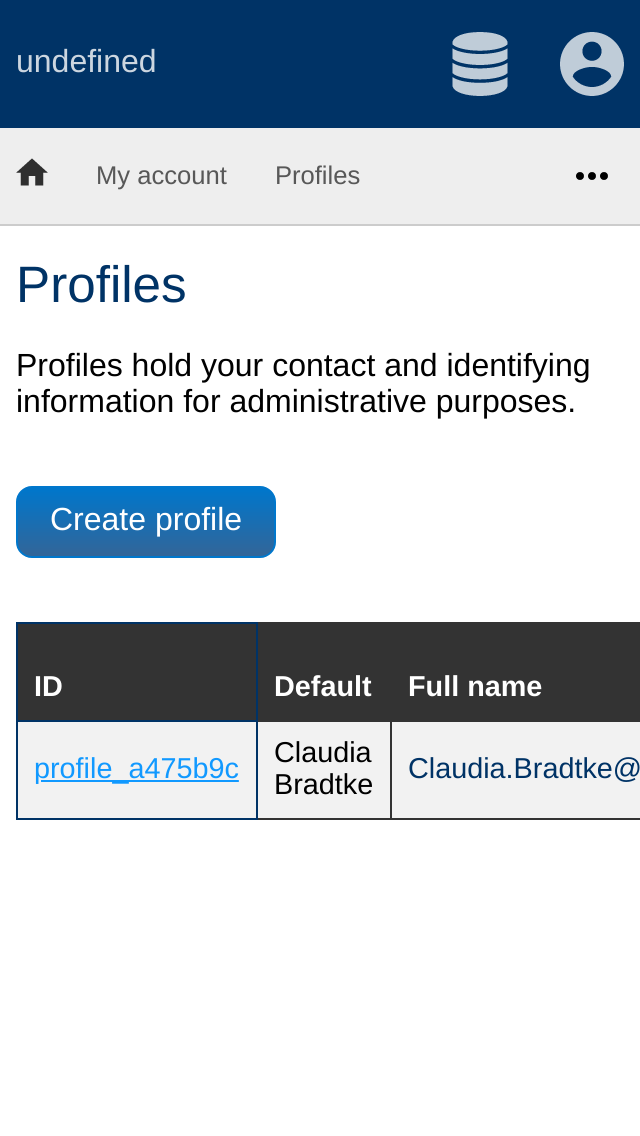 undefined
My account Profiles
Profiles
Profiles hold your contact and identifying
information for administrative purposes.
Create profile
ID Default Full name
profile_a475b9c Claudia Bradtke Claudia.Bradtke@